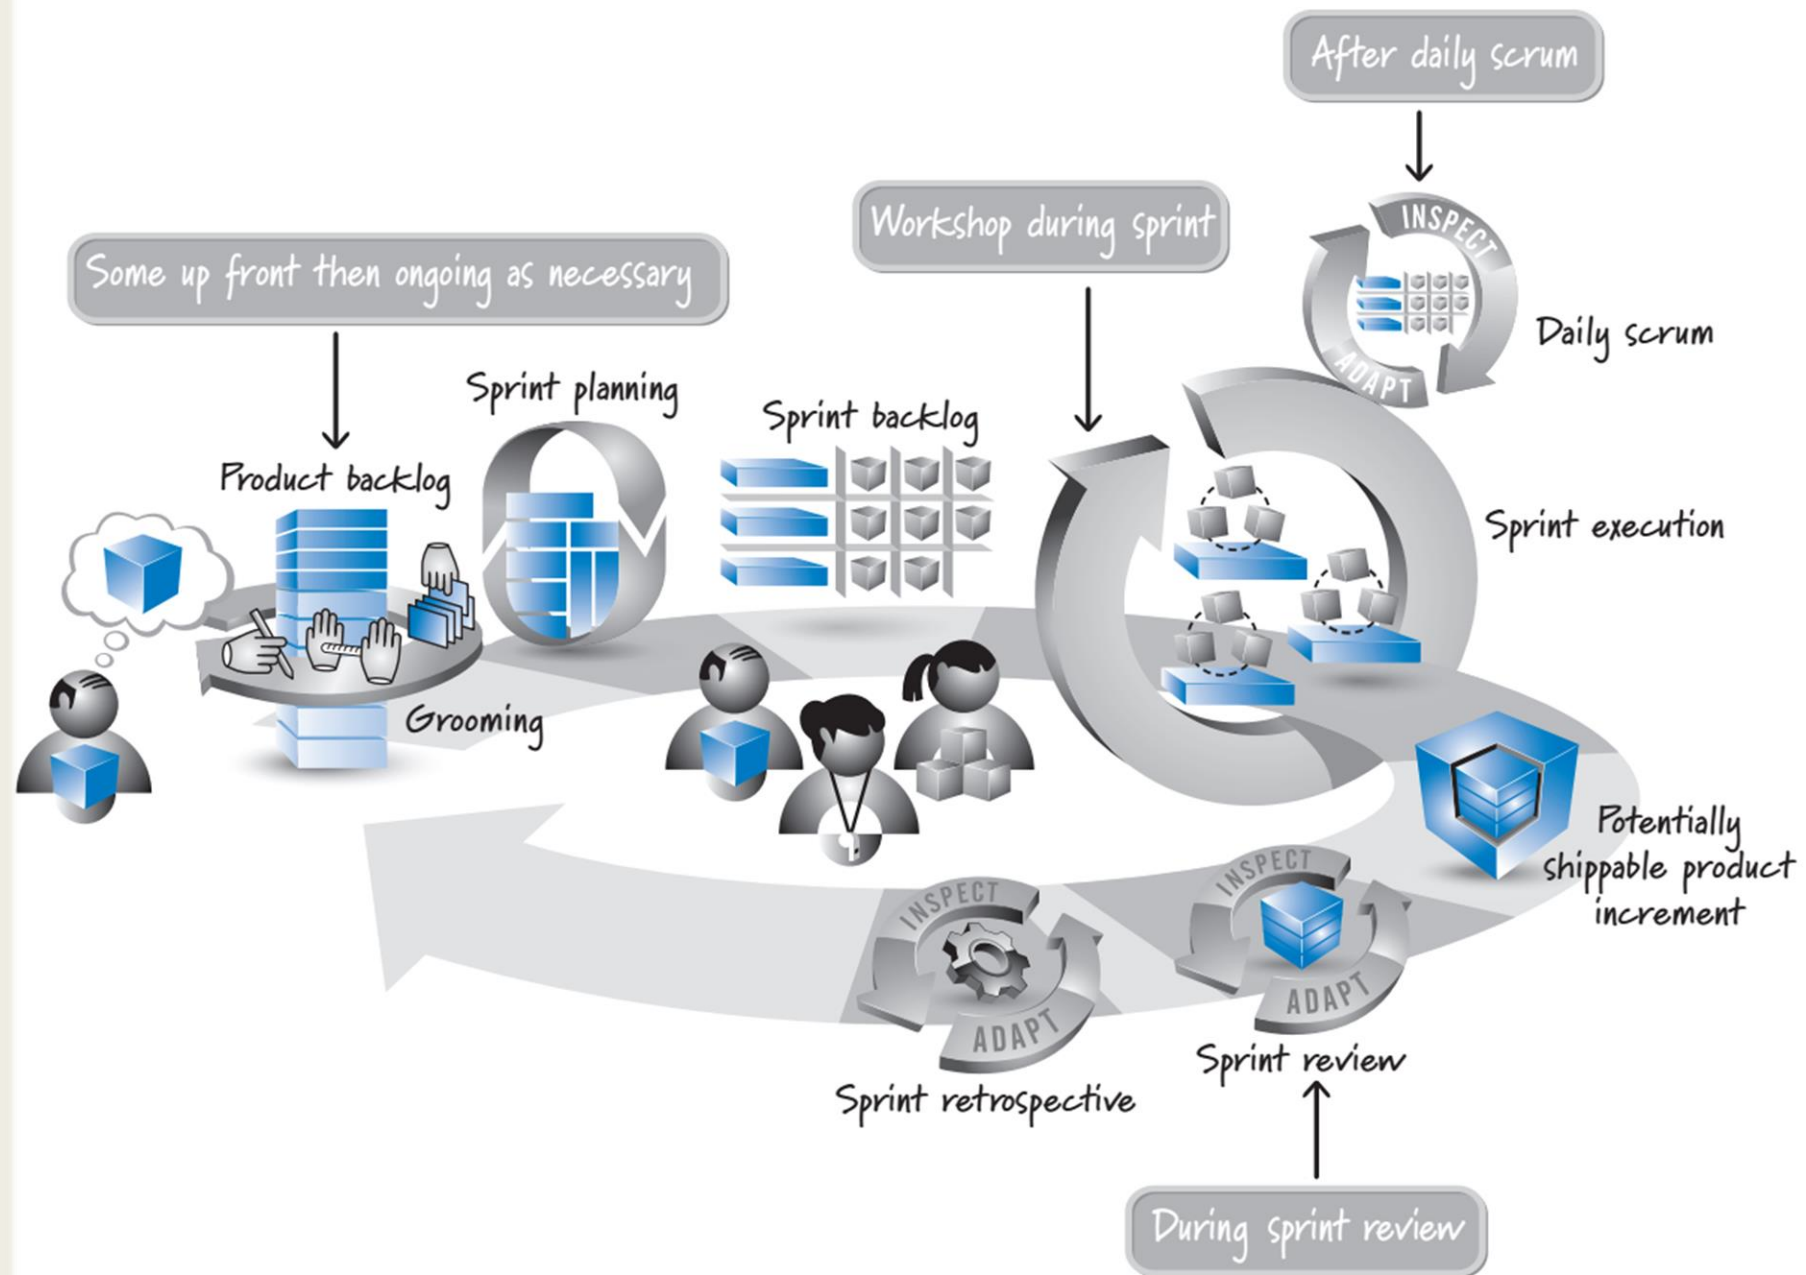 After daily scrum
Workshop during sprint
Some up front then ongoing as necessary
INSPECT
ADAPT
Daily scrum
Sprint planning
Sprint backlog
Product backlog
Sprint execution
Grooming
Potentially
shippable product
increment
INSPECT
ADAPT
Sprint review
INSPECT
ADAPT
Sprint retrospective
During sprint review